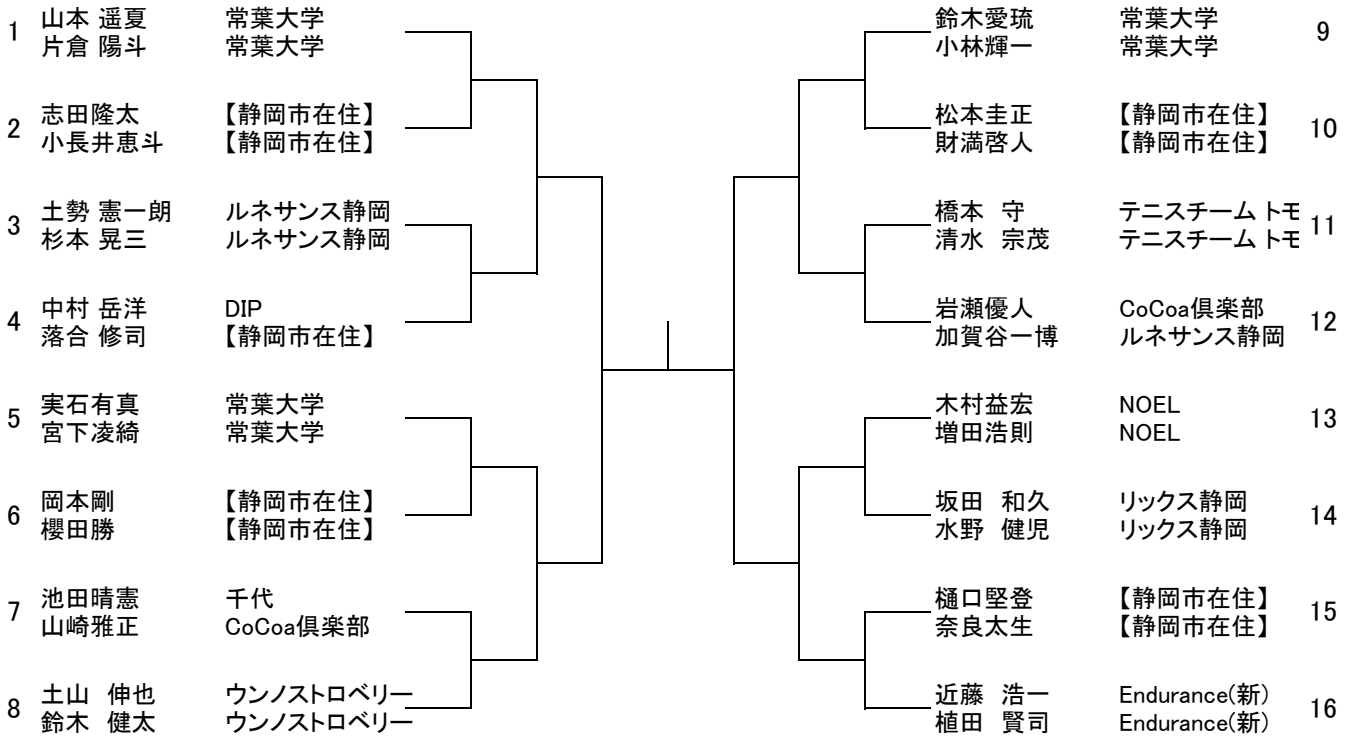 1 山本 遥夏 常葉大学
片倉 陽斗 常葉大学
2 志田隆太 【静岡市在住】
小長井恵斗 【静岡市在住】
3 土勢 憲一朗 ルネサンス静岡
杉本 晃三 ルネサンス静岡
4 中村 岳洋 DIP
落合 修司 【静岡市在住】
5 実石有真 常葉大学
宮下凌綺 常葉大学
6 岡本剛 【静岡市在住】
櫻田勝 【静岡市在住】
7 池田晴憲 千代
山崎雅正 CoCoa倶楽部
8 土山 伸也 ウンノストロベリー
鈴木 健太 ウンノストロベリー
鈴木愛琉 常葉大学 9
小林輝一 常葉大学
松本圭正 【静岡市在住】 10
財満啓人 【静岡市在住】
橋本 守 テニスチーム トモ 11
清水 宗茂 テニスチーム トモ
岩瀬優人 CoCoa倶楽部 12
加賀谷一博 ルネサンス静岡
木村益宏 NOEL 13
増田浩則 NOEL
坂田 和久 リックス静岡 14
水野 健児 リックス静岡
樋口堅登 【静岡市在住】 15
奈良太生 【静岡市在住】
近藤 浩一 Endurance(新) 16
植田 賢司 Endurance(新)